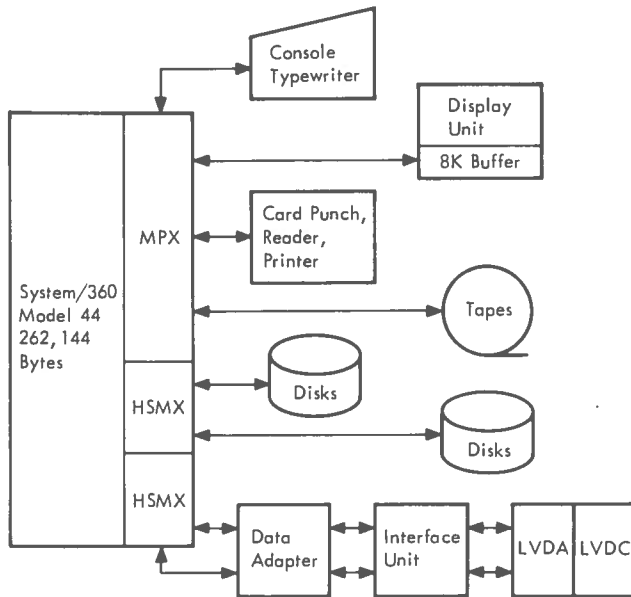 Console
Typewriter
Display
Unit
8K Buffer
MPX
Card Punch,
Reader,
Printer
System/360
Model 44
262,144
Bytes
Tapes
Disks
HSMX
Disks
HSMX
Data
Adapter
Interface
Unit
LVDA
LVDC